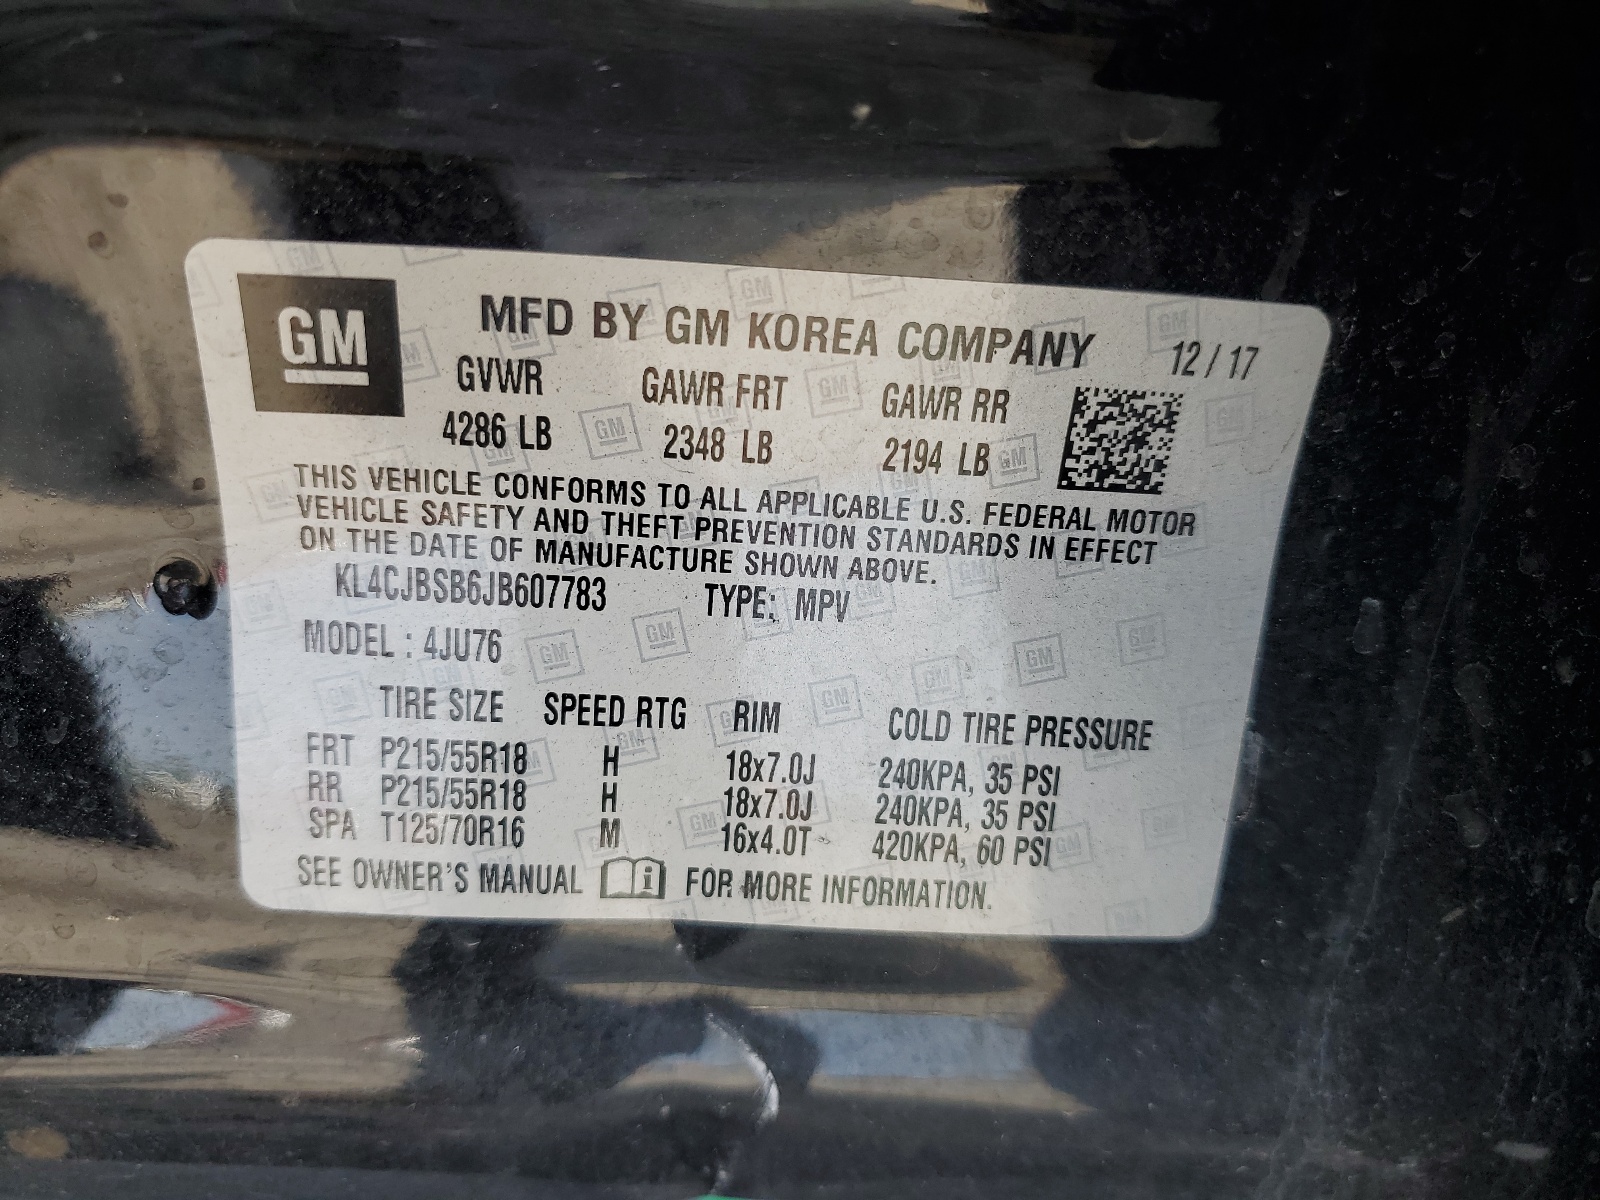 GM
MFD BY GM KOREA COMPANY 12/17
GVWR GAWR FRT GAWR RR
4286 LB 2348 LB 2194 LB
THIS VEHICLE CONFORMS TO ALL APPLICABLE U.S. FEDERAL MOTOR
VEHICLE SAFETY AND THEFT PREVENTION STANDARDS IN EFFECT
ON THE DATE OF MANUFACTURE SHOWN ABOVE.
KL4CJBSB6JB607783 TYPE: MPV
MODEL : 4JU76
TIRE SIZE SPEED RTG RIM COLD TIRE PRESSURE
FRT P215/55R18 H 18x7.0J 240KPA, 35 PSI
RR P215/55R18 H 18x7.0J 240KPA, 35 PSI
SPA T125/70R16 M 16x4.0T 420KPA, 60 PSI
SEE OWNER'S MANUAL i FOR MORE INFORMATION.